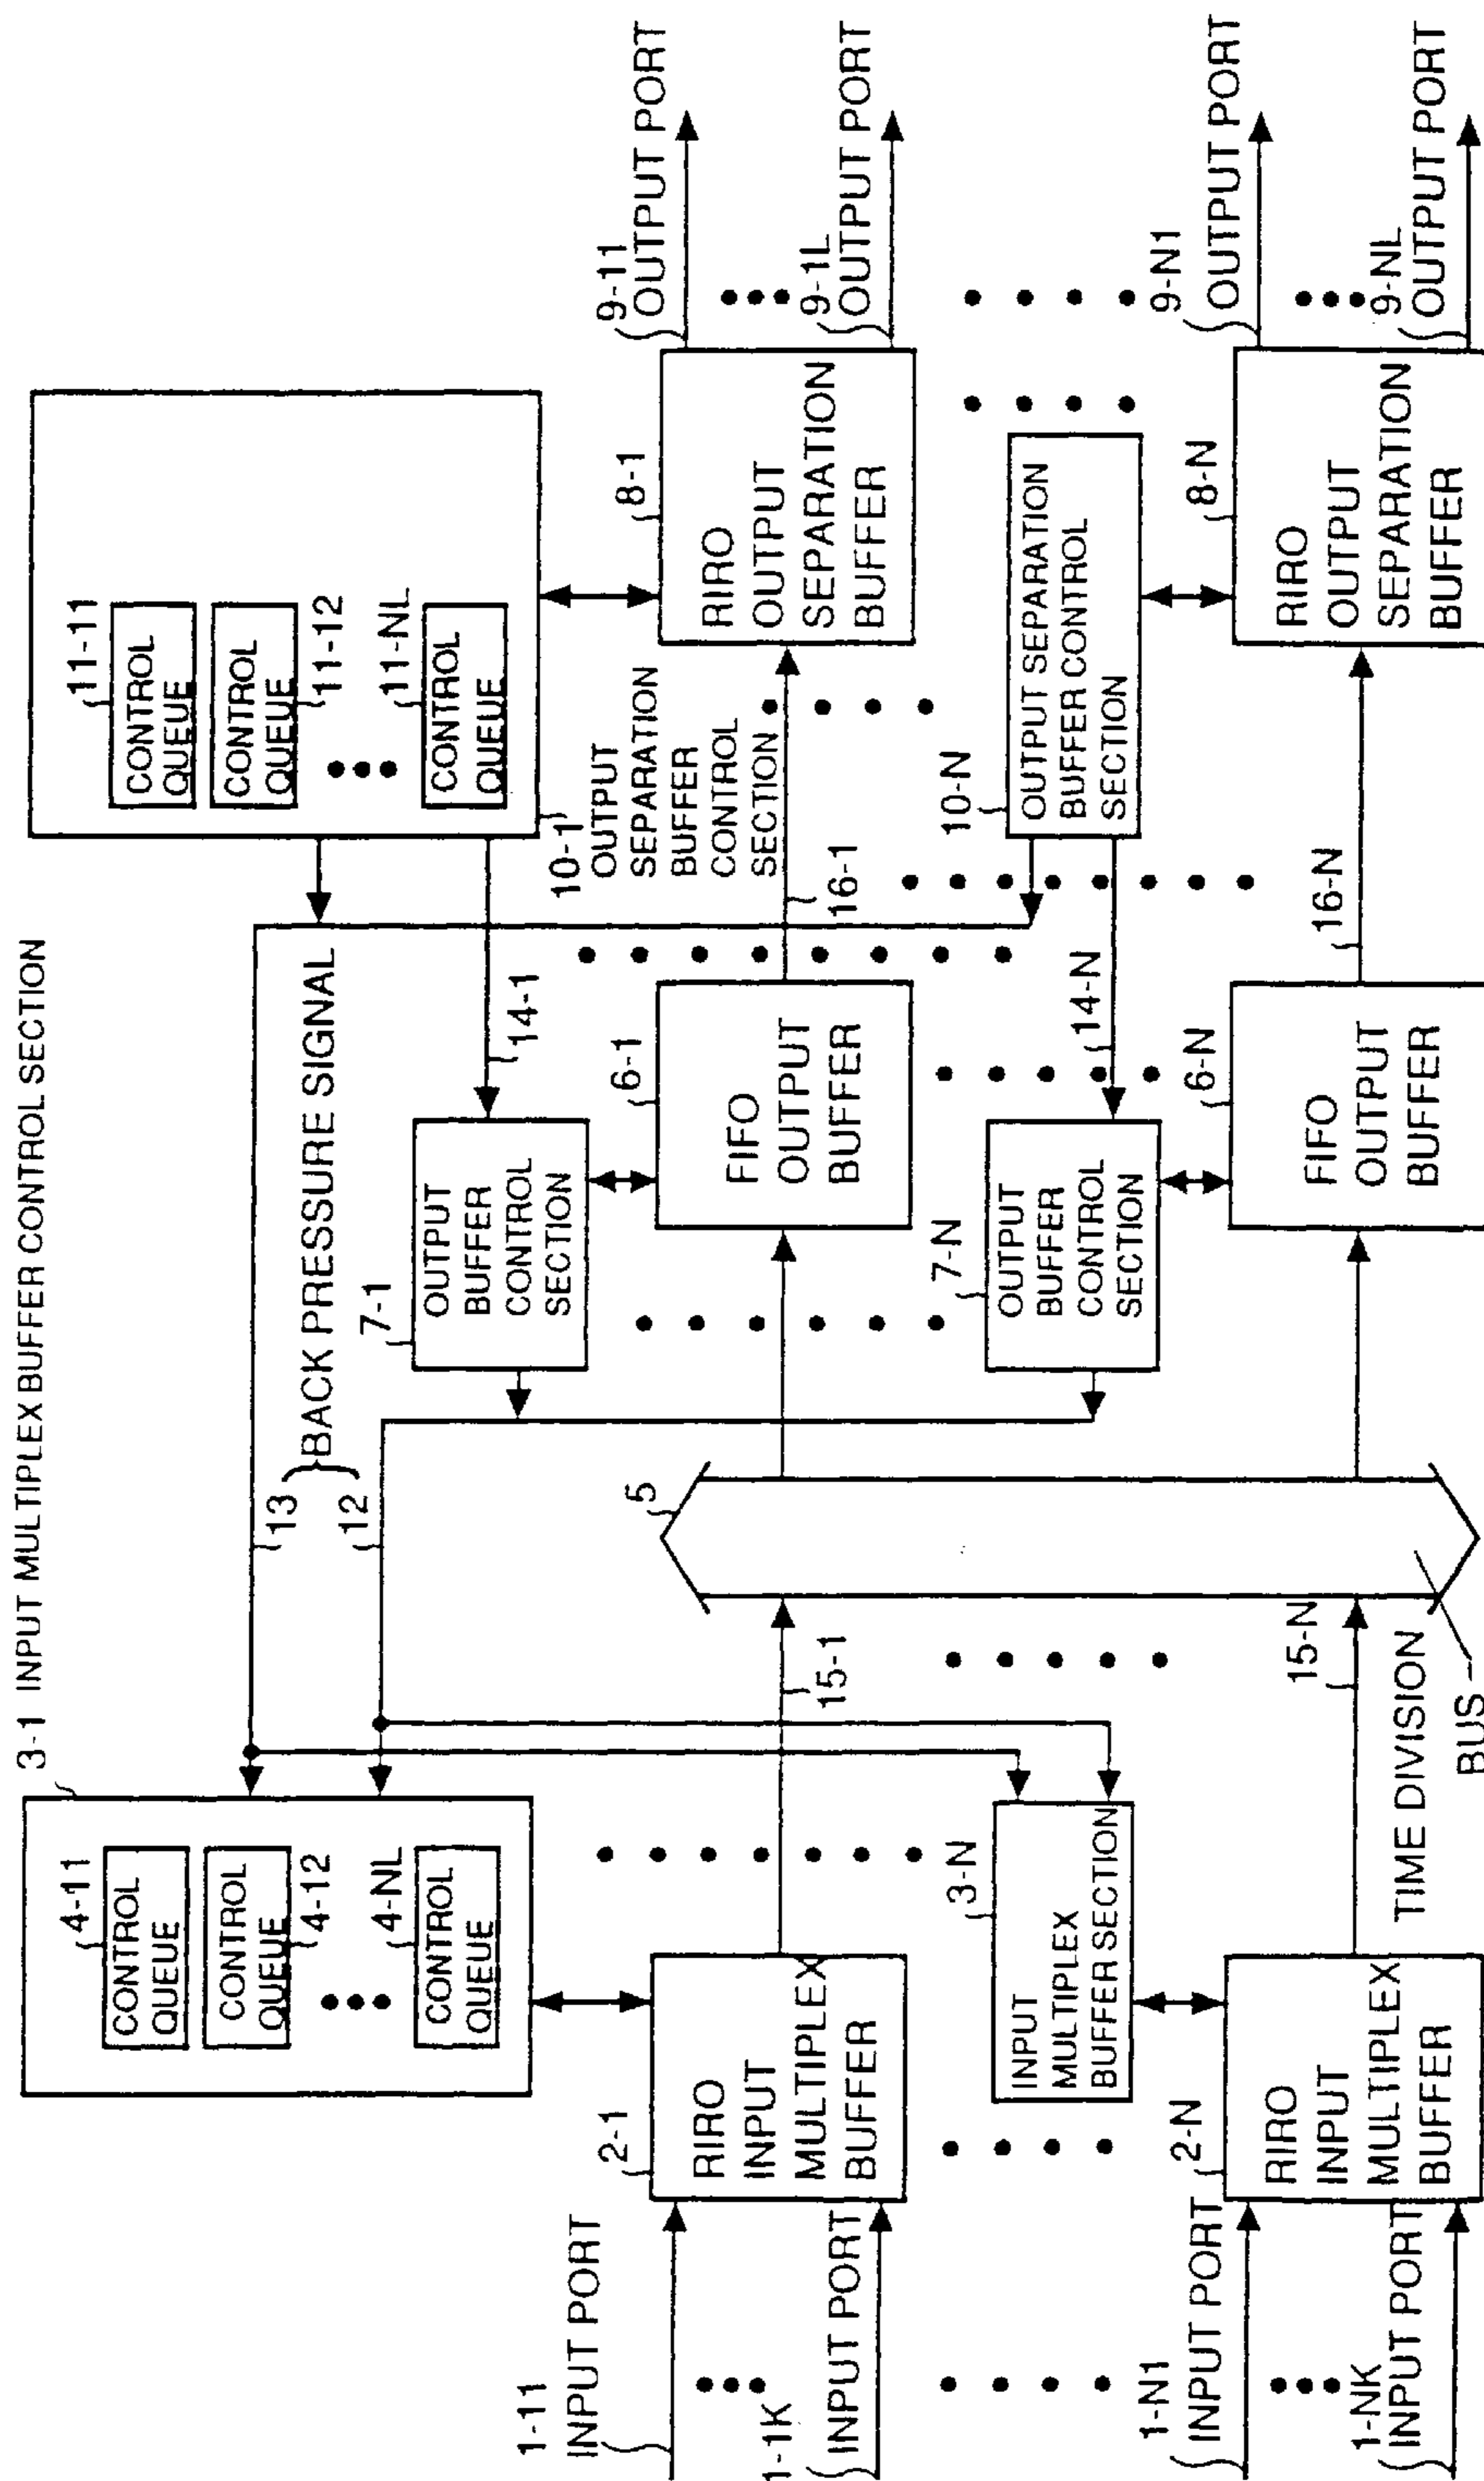 3-1 INPUT MULTIPLEX BUFFER CONTROL SECTION
4-11
CONTROL
QUEUE
CONTROL
QUEUE
4-12
4-NL
CONTROL
QUEUE
13
12
BACK PRESSURE SIGNAL
11-11
CONTROL
QUEUE
CONTROL
QUEUE
11-12
11-NL
CONTROL
QUEUE
10-1
OUTPUT
SEPARATION
BUFFER
CONTROL
SECTION
7-1
OUTPUT
BUFFER
CONTROL
SECTION
14-1
1-11
INPUT PORT
1-1K
INPUT PORT
2-1
RIRO
INPUT
MULTIPLEX
BUFFER
15-1
5
6-1
FIFO
OUTPUT
BUFFER
16-1
8-1
RIRO
OUTPUT
SEPARATION
BUFFER
9-11
OUTPUT PORT
9-1L
OUTPUT PORT
3-N
INPUT
MULTIPLEX
BUFFER SECTION
7-N
OUTPUT
BUFFER
CONTROL
SECTION
14-N
10-N
OUTPUT SEPARATION
BUFFER CONTROL
SECTION
1-N1
INPUT PORT
1-NK
INPUT PORT
2-N
RIRO
INPUT
MULTIPLEX
BUFFER
15-N
TIME DIVISION
BUS
6-N
FIFO
OUTPUT
BUFFER
16-N
8-N
RIRO
OUTPUT
SEPARATION
BUFFER
9-N1
OUTPUT PORT
9-NL
OUTPUT PORT